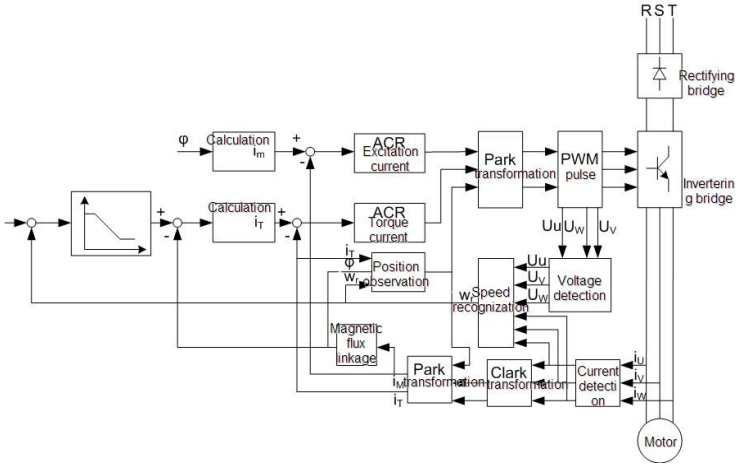 R S T
Rectifying
bridge
φ
Calculation
im
+
-
ACR
Excitation
current
Park
transformation
PWM
pulse
Invertering
g bridge
+
-
Calculation
iT
+
-
ACR
Torque
current
Uu UW UV
iT
φ
wr
Position
observation
wr
Speed
recognization
Uu
UV
UW
Voltage
detection
Magnetic
flux
linkage
Park
transformation
iM
iT
Clark
transformation
Current
detecti
on
iU
iV
iW
Motor